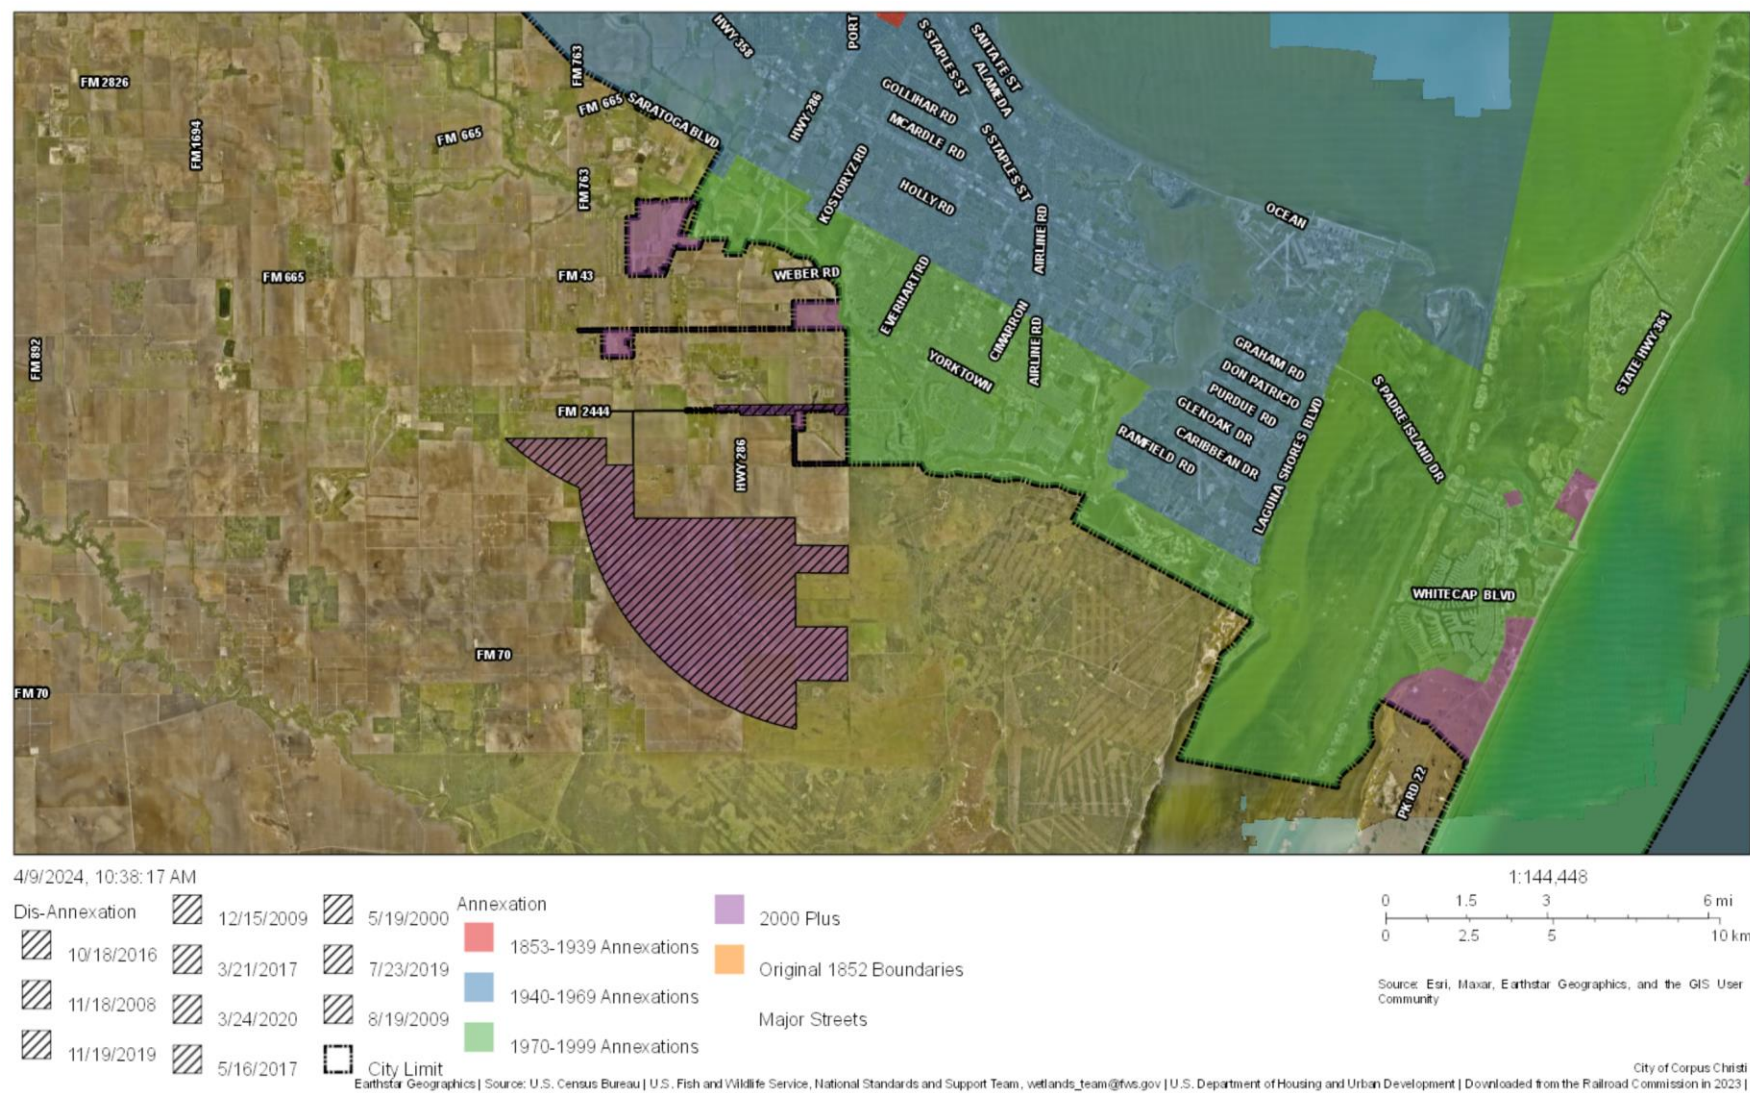 HWY 358
PORT
S STAPLES ST
SANTA FE ST
ALAMEDA
FM 763
FM 2826
FM 665
SARATOGA BLVD
GOLLIHAR RD
HWY 286
MCARDLE RD
FM 1694
FM 665
S STAPLES ST
KOSTORYZ RD
FM 763
HOLLY RD
OCEAN
AIRLINE RD
FM 665
FM 43
WEBER RD
EVERHART RD
CIMARRON
AIRLINE RD
STATE HWY 361
FM 892
YORKTOWN
GRAHAM RD
DON PATRICIO
PURDUE RD
GLENOAK DR
CARIBBEAN DR
RAMFIELD RD
S PADRE ISLAND DR
LAGUNA SHORES BLVD
FM 2444
HWY 286
WHITECAP BLVD
FM 70
FM 70
PK RD 22
4/9/2024, 10:38:17 AM
Dis-Annexation
10/18/2016
11/18/2008
11/19/2019
12/15/2009
3/21/2017
3/24/2020
5/16/2017
5/19/2000
7/23/2019
8/19/2009
City Limit
Annexation
1853-1939 Annexations
1940-1969 Annexations
1970-1999 Annexations
2000 Plus
Original 1852 Boundaries
Major Streets
1:144,448
0 1.5 3 6 mi
0 2.5 5 10 km
Source: Esri, Maxar, Earthstar Geographics, and the GIS User
Community
City of Corpus Christi
Earthstar Geographics | Source: U.S. Census Bureau | U.S. Fish and Wildlife Service, National Standards and Support Team, wetlands_team@fws.gov | U.S. Department of Housing and Urban Development | Downloaded from the Railroad Commission in 2023 |